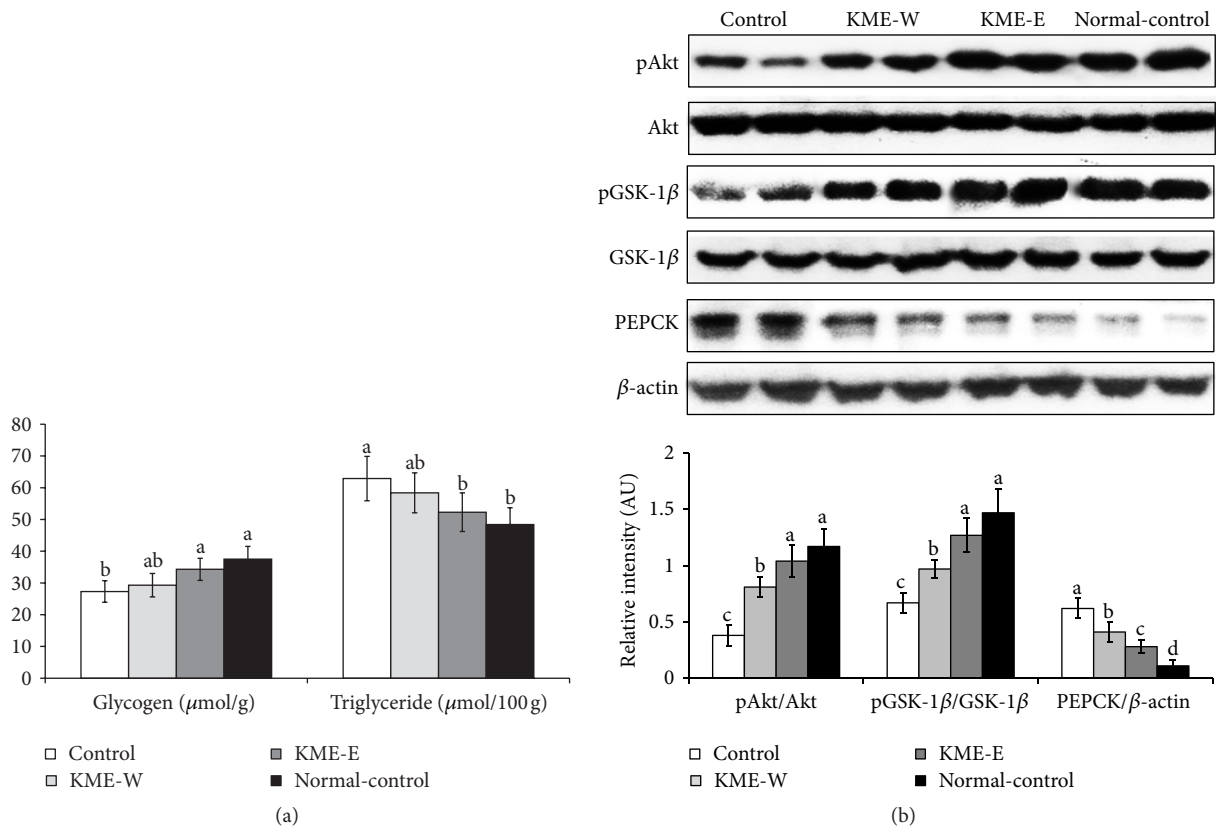 80
70
60
50
40
30
20
10
0
b ab a a
a ab b b
Glycogen (μmol/g) Triglyceride (μmol/100 g)
Control KME-E
KME-W Normal-control
(a)
Control KME-W KME-E Normal-control
pAkt
Akt
pGSK-1β
GSK-1β
PEPCK
β-actin
Relative intensity (AU)
2
1.5
1
0.5
0
c b a a
c b a a
a b c d
pAkt/Akt pGSK-1β/GSK-1β PEPCK/β-actin
Control KME-E
KME-W Normal-control
(b)